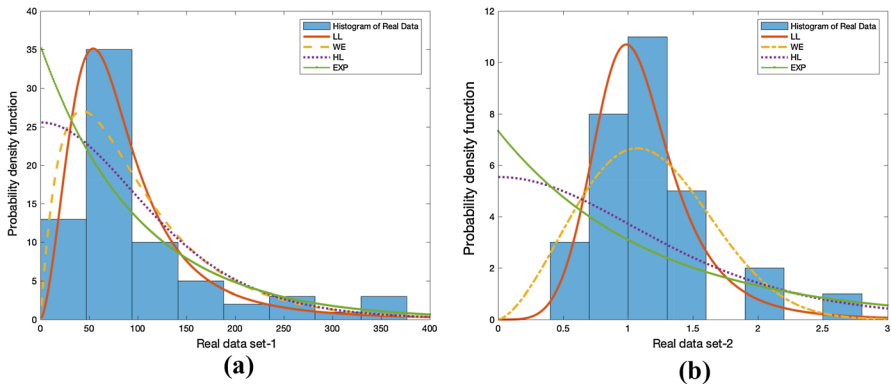 Probability density function
40
35
30
25
20
15
10
5
0
0 50 100 150 200 250 300 350 400
Real data set-1
Histogram of Real Data
LL
WE
HL
EXP
(a)
Probability density function
12
10
8
6
4
2
0
0 0.5 1 1.5 2 2.5 3
Real data set-2
Histogram of Real Data
LL
WE
HL
EXP
(b)